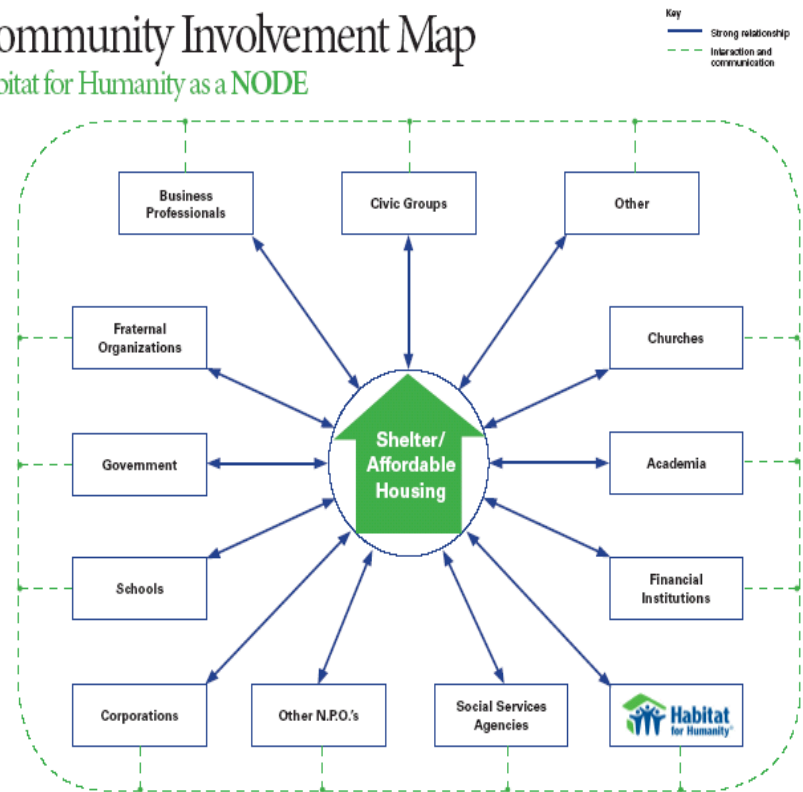 ommunity Involvement Map
bitat for Humanity as a NODE
Key
Strong relationship
Interaction and
communication
Business
Professionals
Civic Groups
Other
Fraternal
Organizations
Churches
Shelter/
Affordable
Housing
Government
Academia
Schools
Financial
Institutions
Corporations
Other N.P.O.'s
Social Services
Agencies
Habitat
for Humanity®